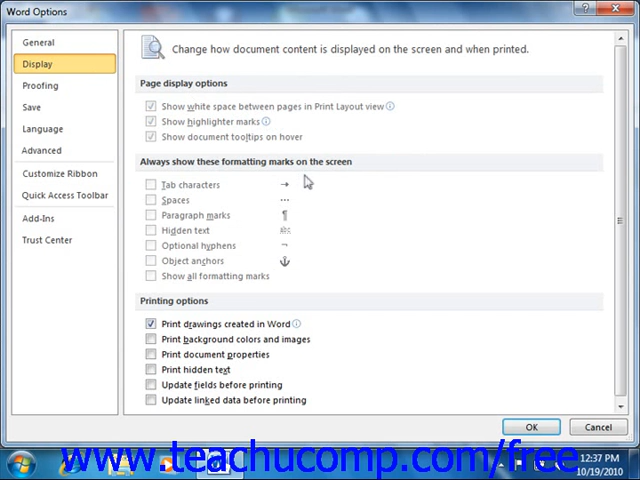 Word Options
General
Display
Proofing
Save
Language
Advanced
Customize Ribbon
Quick Access Toolbar
Add-Ins
Trust Center
Change how document content is displayed on the screen and when printed.
Page display options
Show white space between pages in Print Layout view
Show highlighter marks
Show document tooltips on hover
Always show these formatting marks on the screen
Tab characters
Spaces
Paragraph marks ¶
Hidden text abc
Optional hyphens
Object anchors
Show all formatting marks
Printing options
Print drawings created in Word
Print background colors and images
Print document properties
Print hidden text
Update fields before printing
Update linked data before printing
OK
Cancel
www.teachucomp.com/free
12:37 PM
10/19/2010